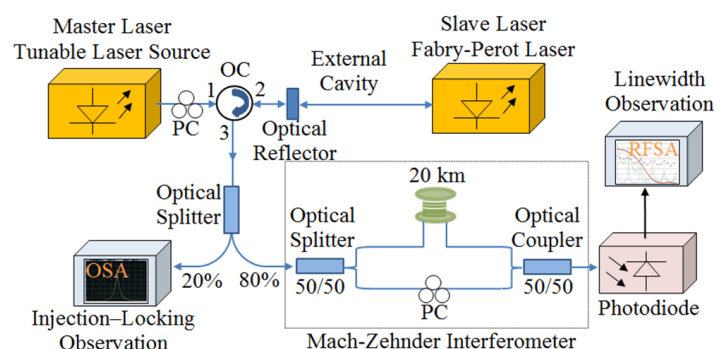 Master Laser
Tunable Laser Source
Slave Laser
Fabry-Perot Laser
OC
External
Cavity
1
2
3
PC
Optical
Reflector
Linewidth
Observation
RFSA
Optical
Splitter
20 km
Optical
Splitter
Optical
Coupler
OSA
20%
80%
50/50
50/50
PC
Photodiode
Injection–Locking
Observation
Mach-Zehnder Interferometer